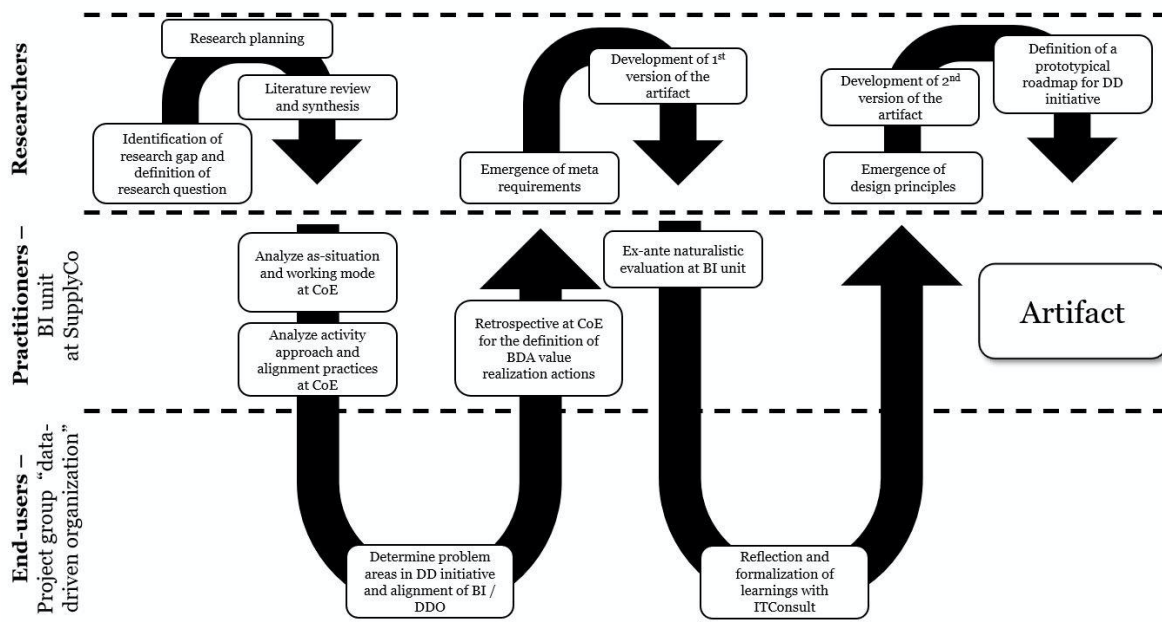 Researchers
Research planning
Literature review
and synthesis
Identification of
research gap and
definition of
research question
Emergence of meta
requirements
Development of 1st
version of the
artifact
Emergence of
design principles
Development of 2nd
version of the
artifact
Definition of a
prototypical
roadmap for DD
initiative
Practitioners –
BI unit
at SupplyCo
Analyze as-situation
and working mode
at CoE
Analyze activity
approach and
alignment practices
at CoE
Retrospective at CoE
for the definition of
BDA value
realization actions
Ex-ante naturalistic
evaluation at BI unit
Artifact
End-users –
Project group “data-
driven organization”
Determine problem
areas in DD initiative
and alignment of BI /
DDO
Reflection and
formalization of
learnings with
ITConsult